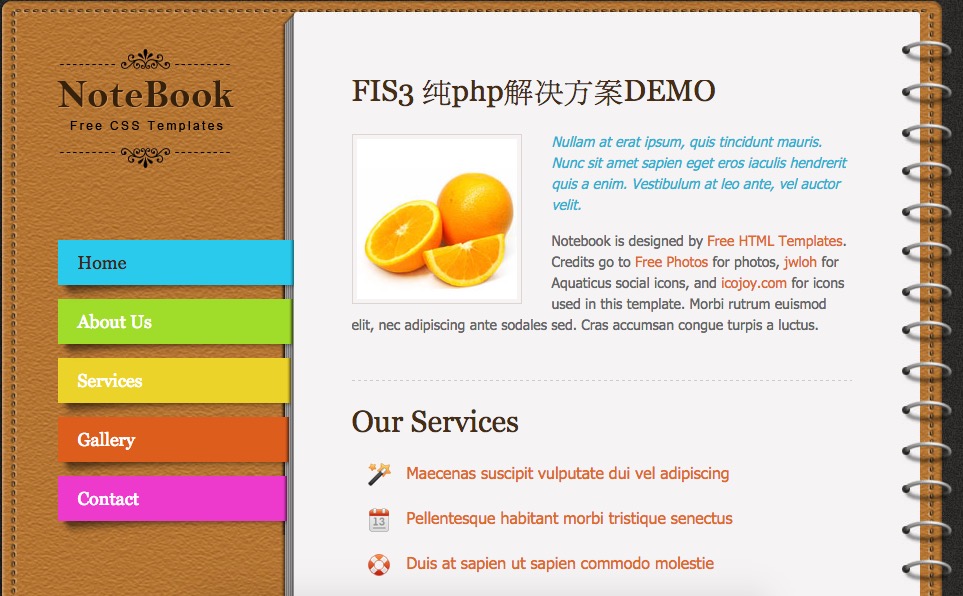 NoteBook
Free CSS Templates
Home
About Us
Services
Gallery
Contact
FIS3 纯php解决方案DEMO
Nullam at erat ipsum, quis tincidunt mauris.
Nunc sit amet sapien eget eros iaculis hendrerit
quis a enim. Vestibulum at leo ante, vel auctor
velit.
Notebook is designed by Free HTML Templates.
Credits go to Free Photos for photos, jwloh for
Aquaticus social icons, and icojoy.com for icons
used in this template. Morbi rutrum euismod
elit, nec adipiscing ante sodales sed. Cras accumsan congue turpis a luctus.
Our Services
Maecenas suscipit vulputate dui vel adipiscing
13
Pellentesque habitant morbi tristique senectus
Duis at sapien ut sapien commodo molestie